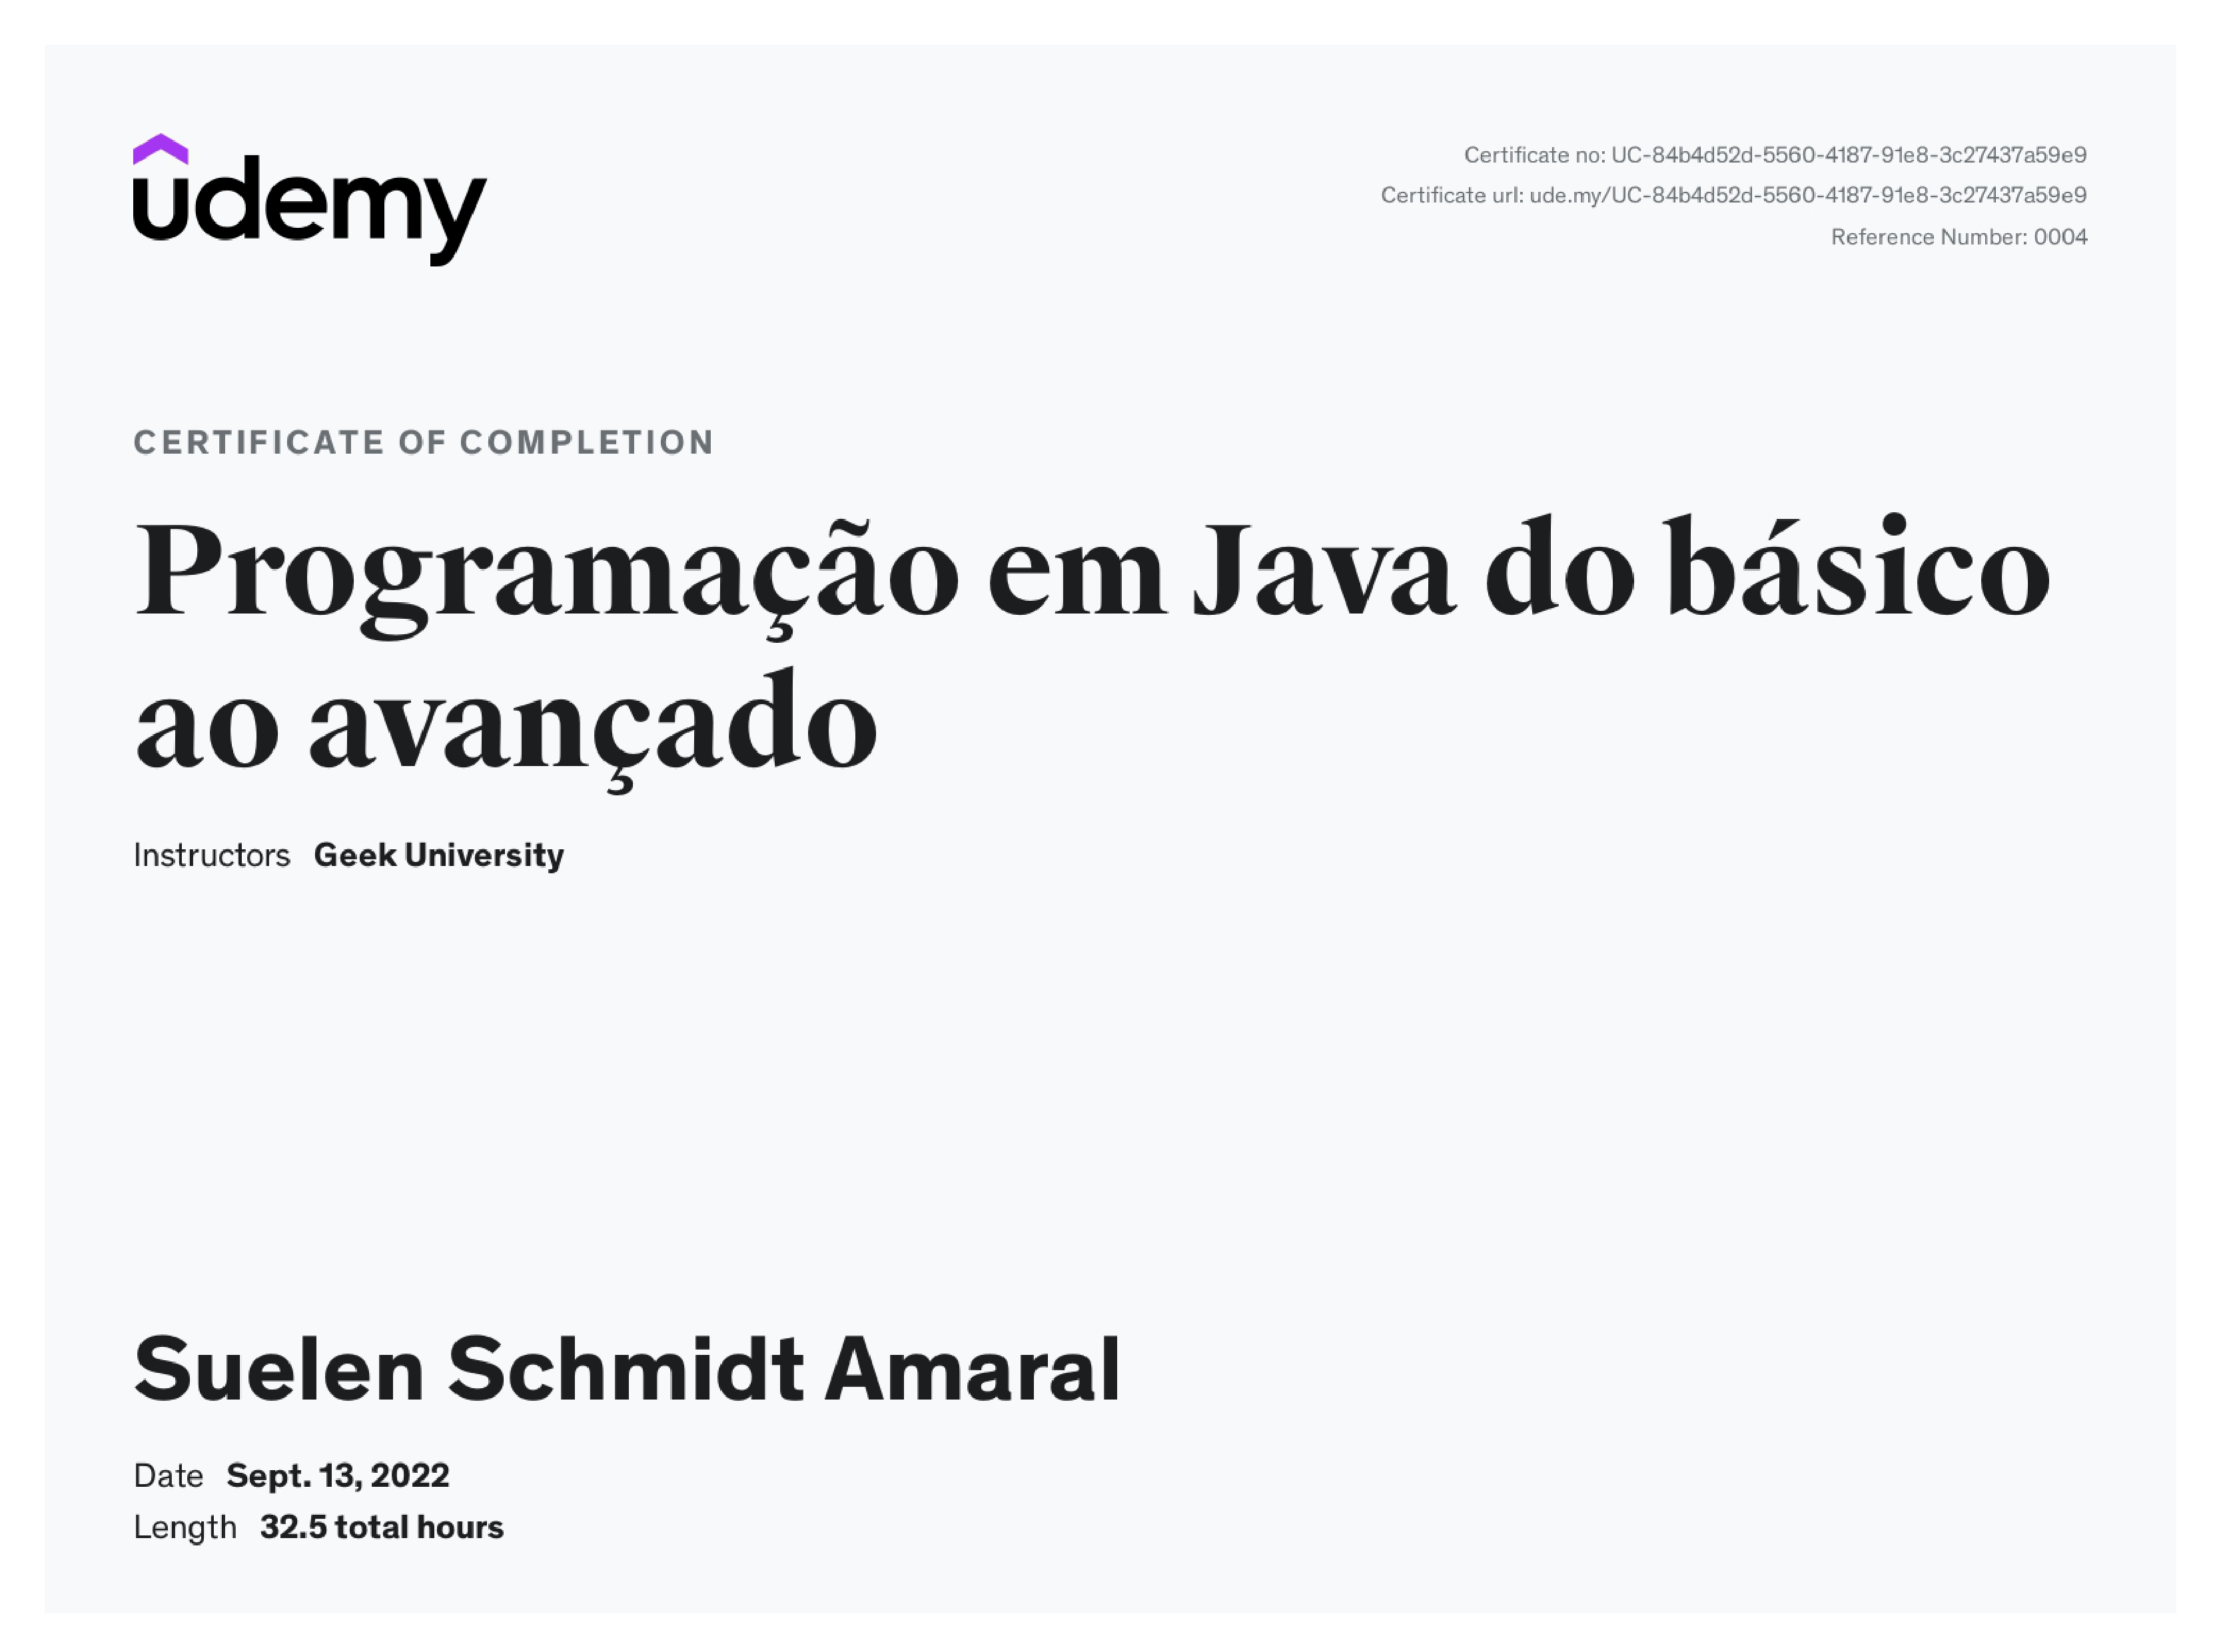 udemy
Certificate no: UC-84b4d52d-5560-4187-91e8-3c27437a59e9
Certificate url: ude.my/UC-84b4d52d-5560-4187-91e8-3c27437a59e9
Reference Number: 0004
CERTIFICATE OF COMPLETION
Programação em Java do básico
ao avançado
Instructors Geek University
Suelen Schmidt Amaral
Date Sept. 13, 2022
Length 32.5 total hours